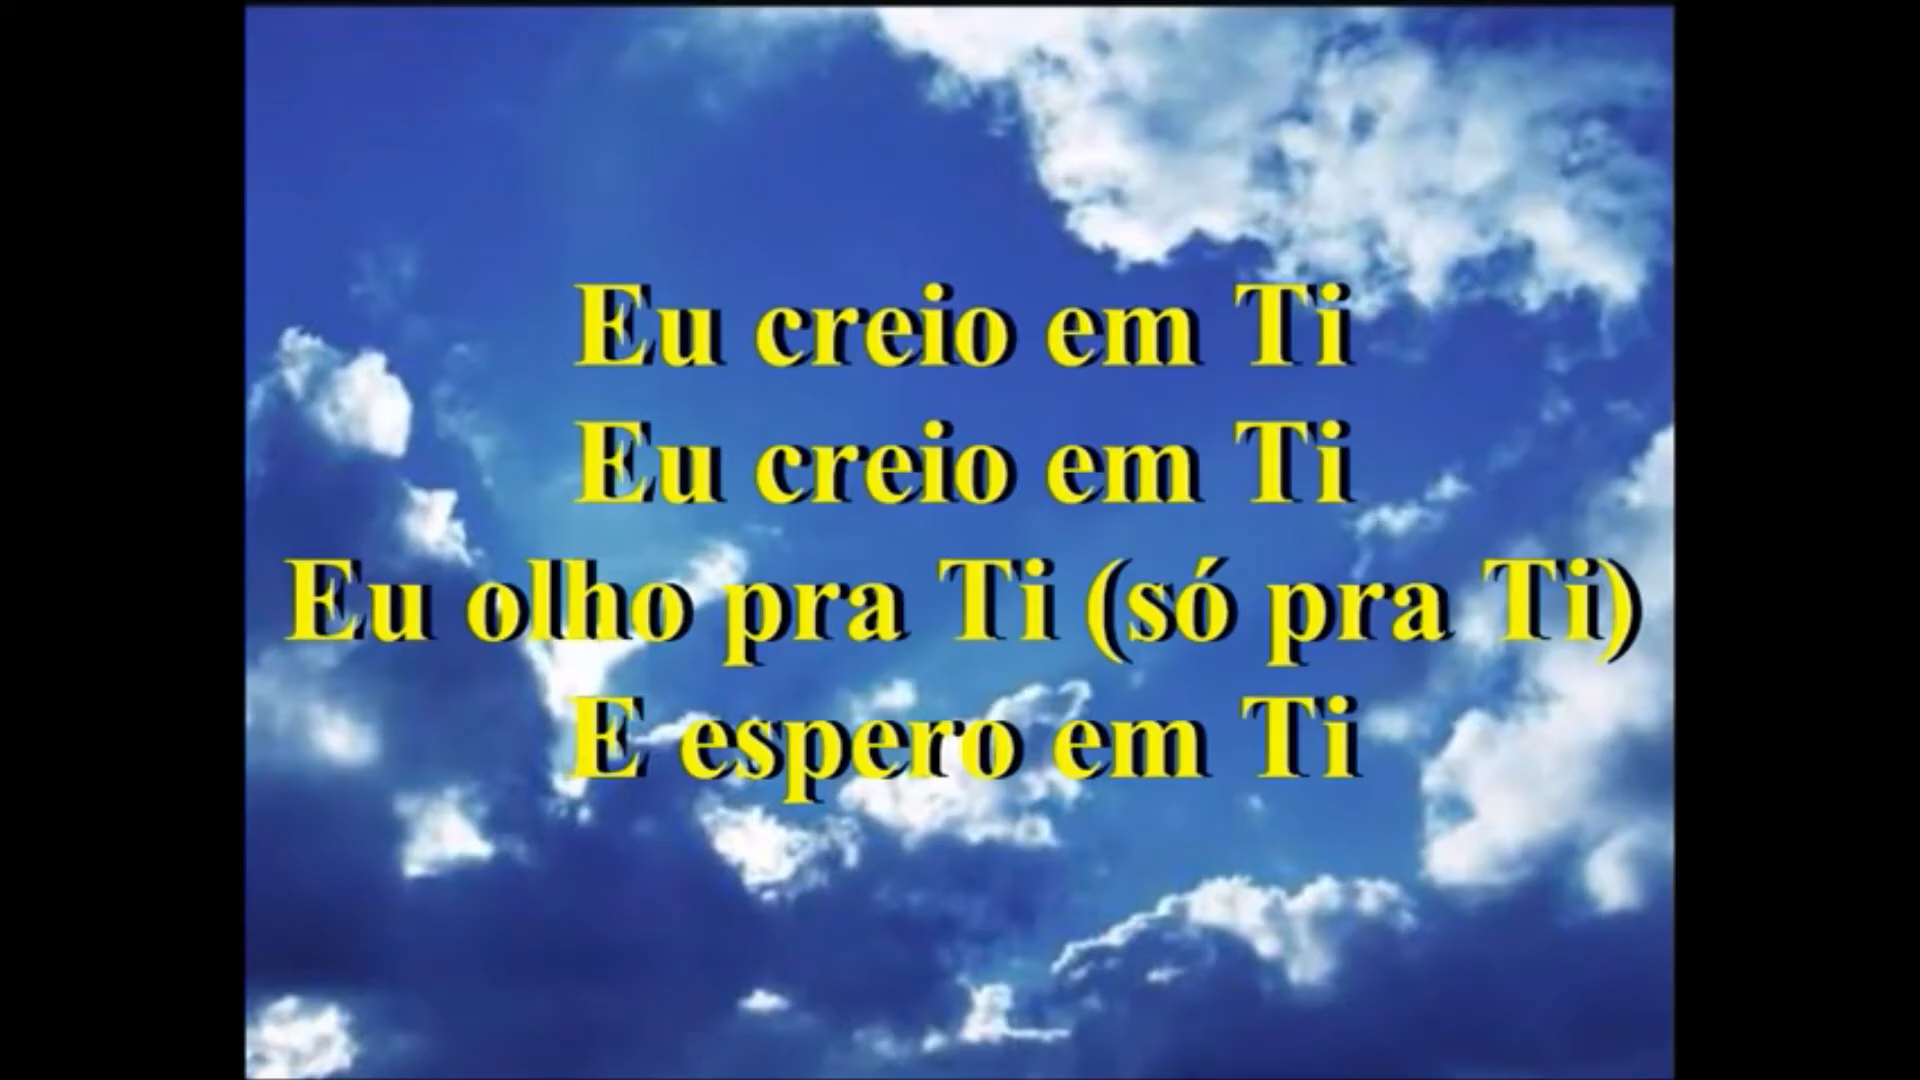 Eu creio em Ti
Eu creio em Ti
Eu olho pra Ti (só pra Ti)
E espero em Ti